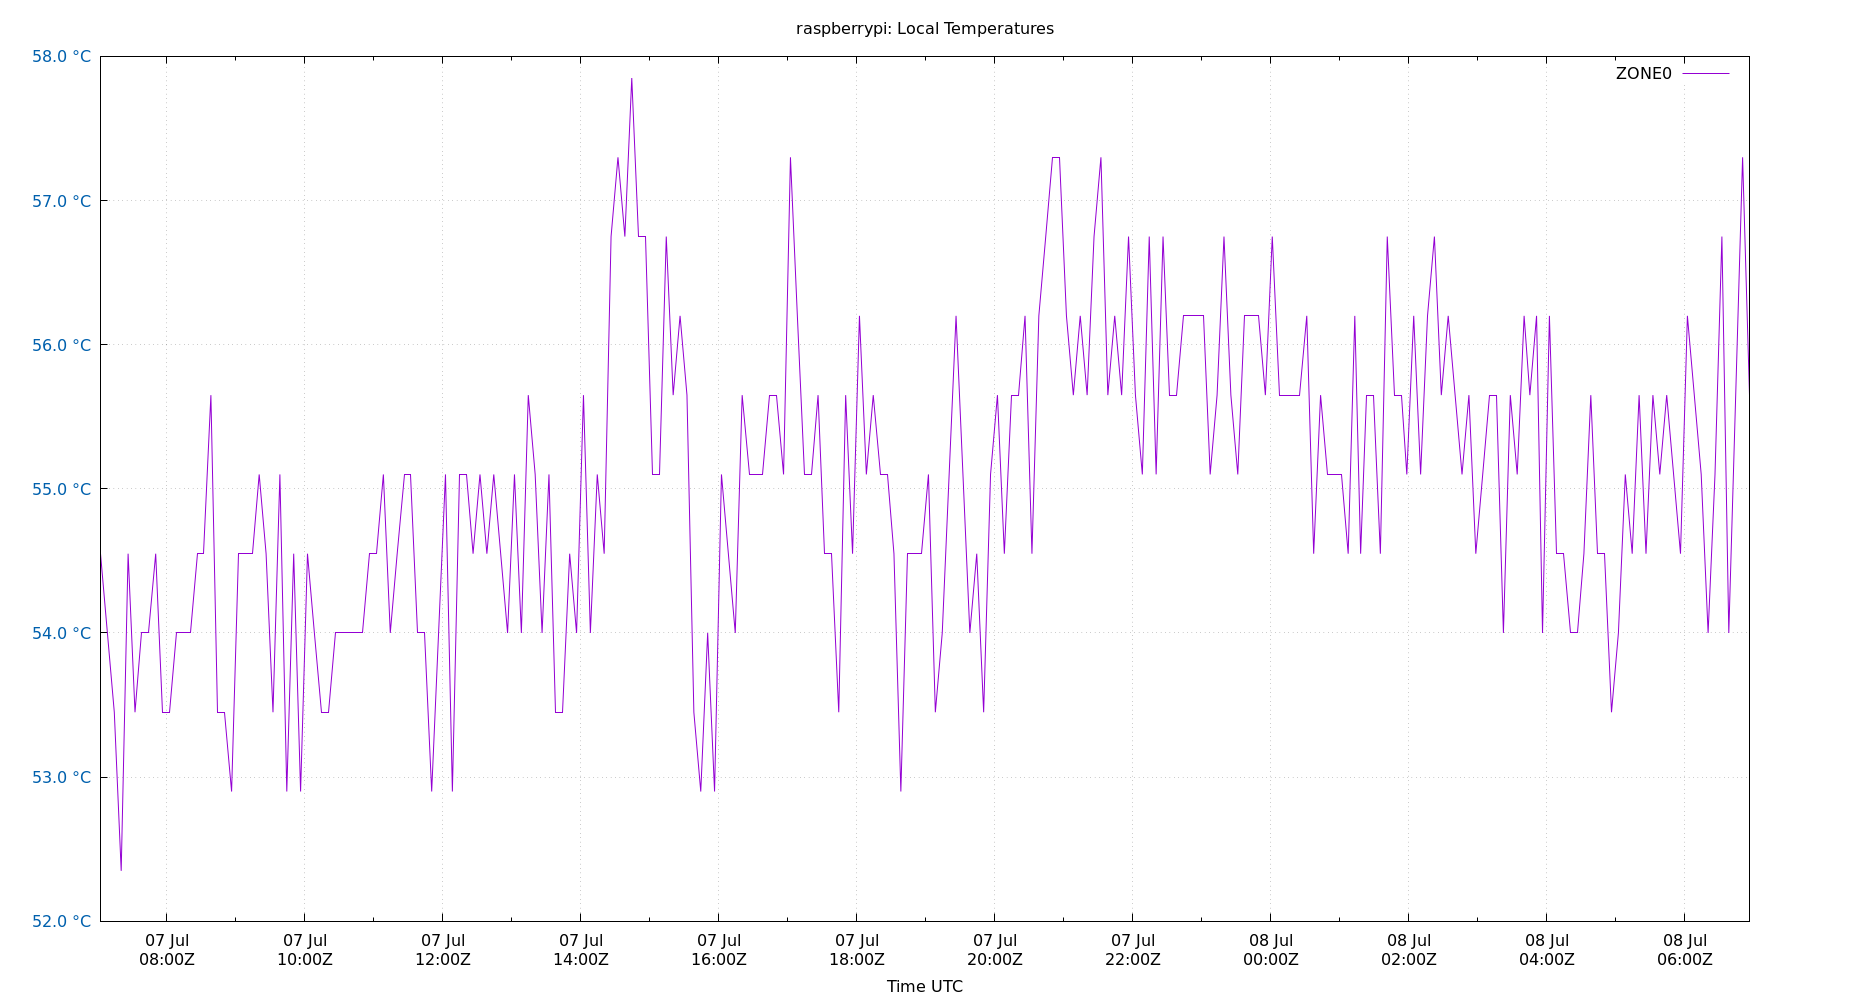 raspberrypi: Local Temperatures
58.0 °C
ZONE0
57.0 °C
56.0 °C
55.0 °C
54.0 °C
53.0 °C
52.0 °C
07 Jul 07 Jul 07 Jul 07 Jul 07 Jul 07 Jul 07 Jul 07 Jul 08 Jul 08 Jul 08 Jul 08 Jul
08:00Z 10:00Z 12:00Z 14:00Z 16:00Z 18:00Z 20:00Z 22:00Z 00:00Z 02:00Z 04:00Z 06:00Z
Time UTC